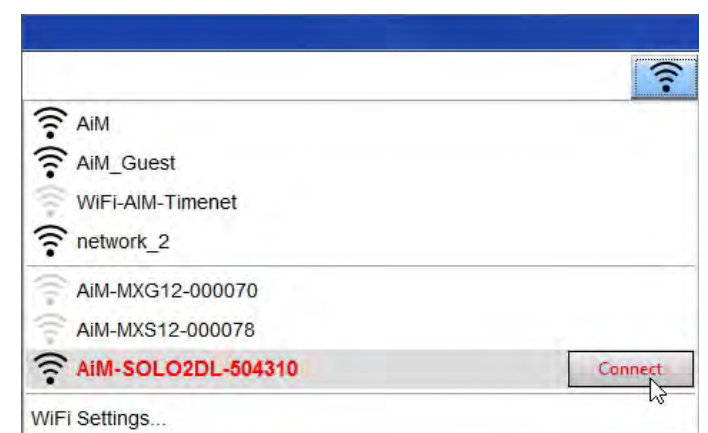 AiM
AiM_Guest
WiFi-AIM-Timenet
network_2
AiM-MXG12-000070
AiM-MXS12-000078
AiM-SOLO2DL-504310 Connect
WiFi Settings...